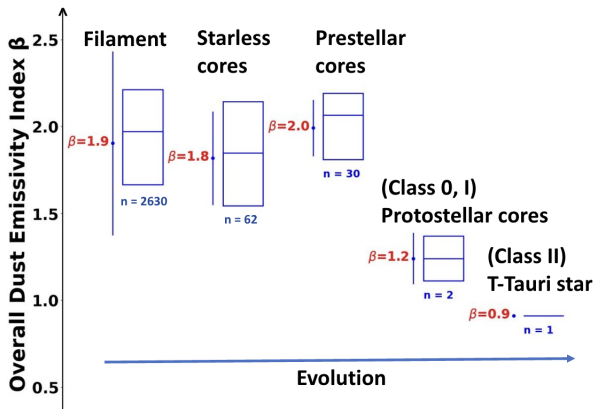 Overall Dust Emissivity Index β
2.5
2.0
1.5
1.0
0.5
Filament
β=1.9
n = 2630
Starless
cores
β=1.8
n = 62
Prestellar
cores
β=2.0
n = 30
(Class 0, I)
Protostellar cores
β=1.2
n = 2
(Class II)
T-Tauri star
β=0.9
n = 1
Evolution